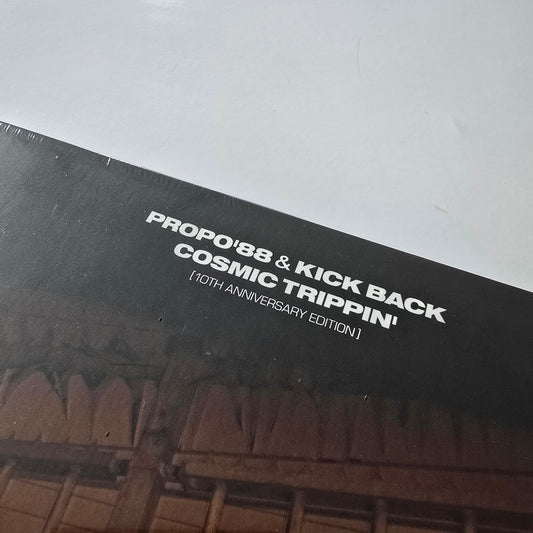 PROPO'88 & KICK BACK
COSMIC TRIPPIN'
[10TH ANNIVERSARY EDITION]